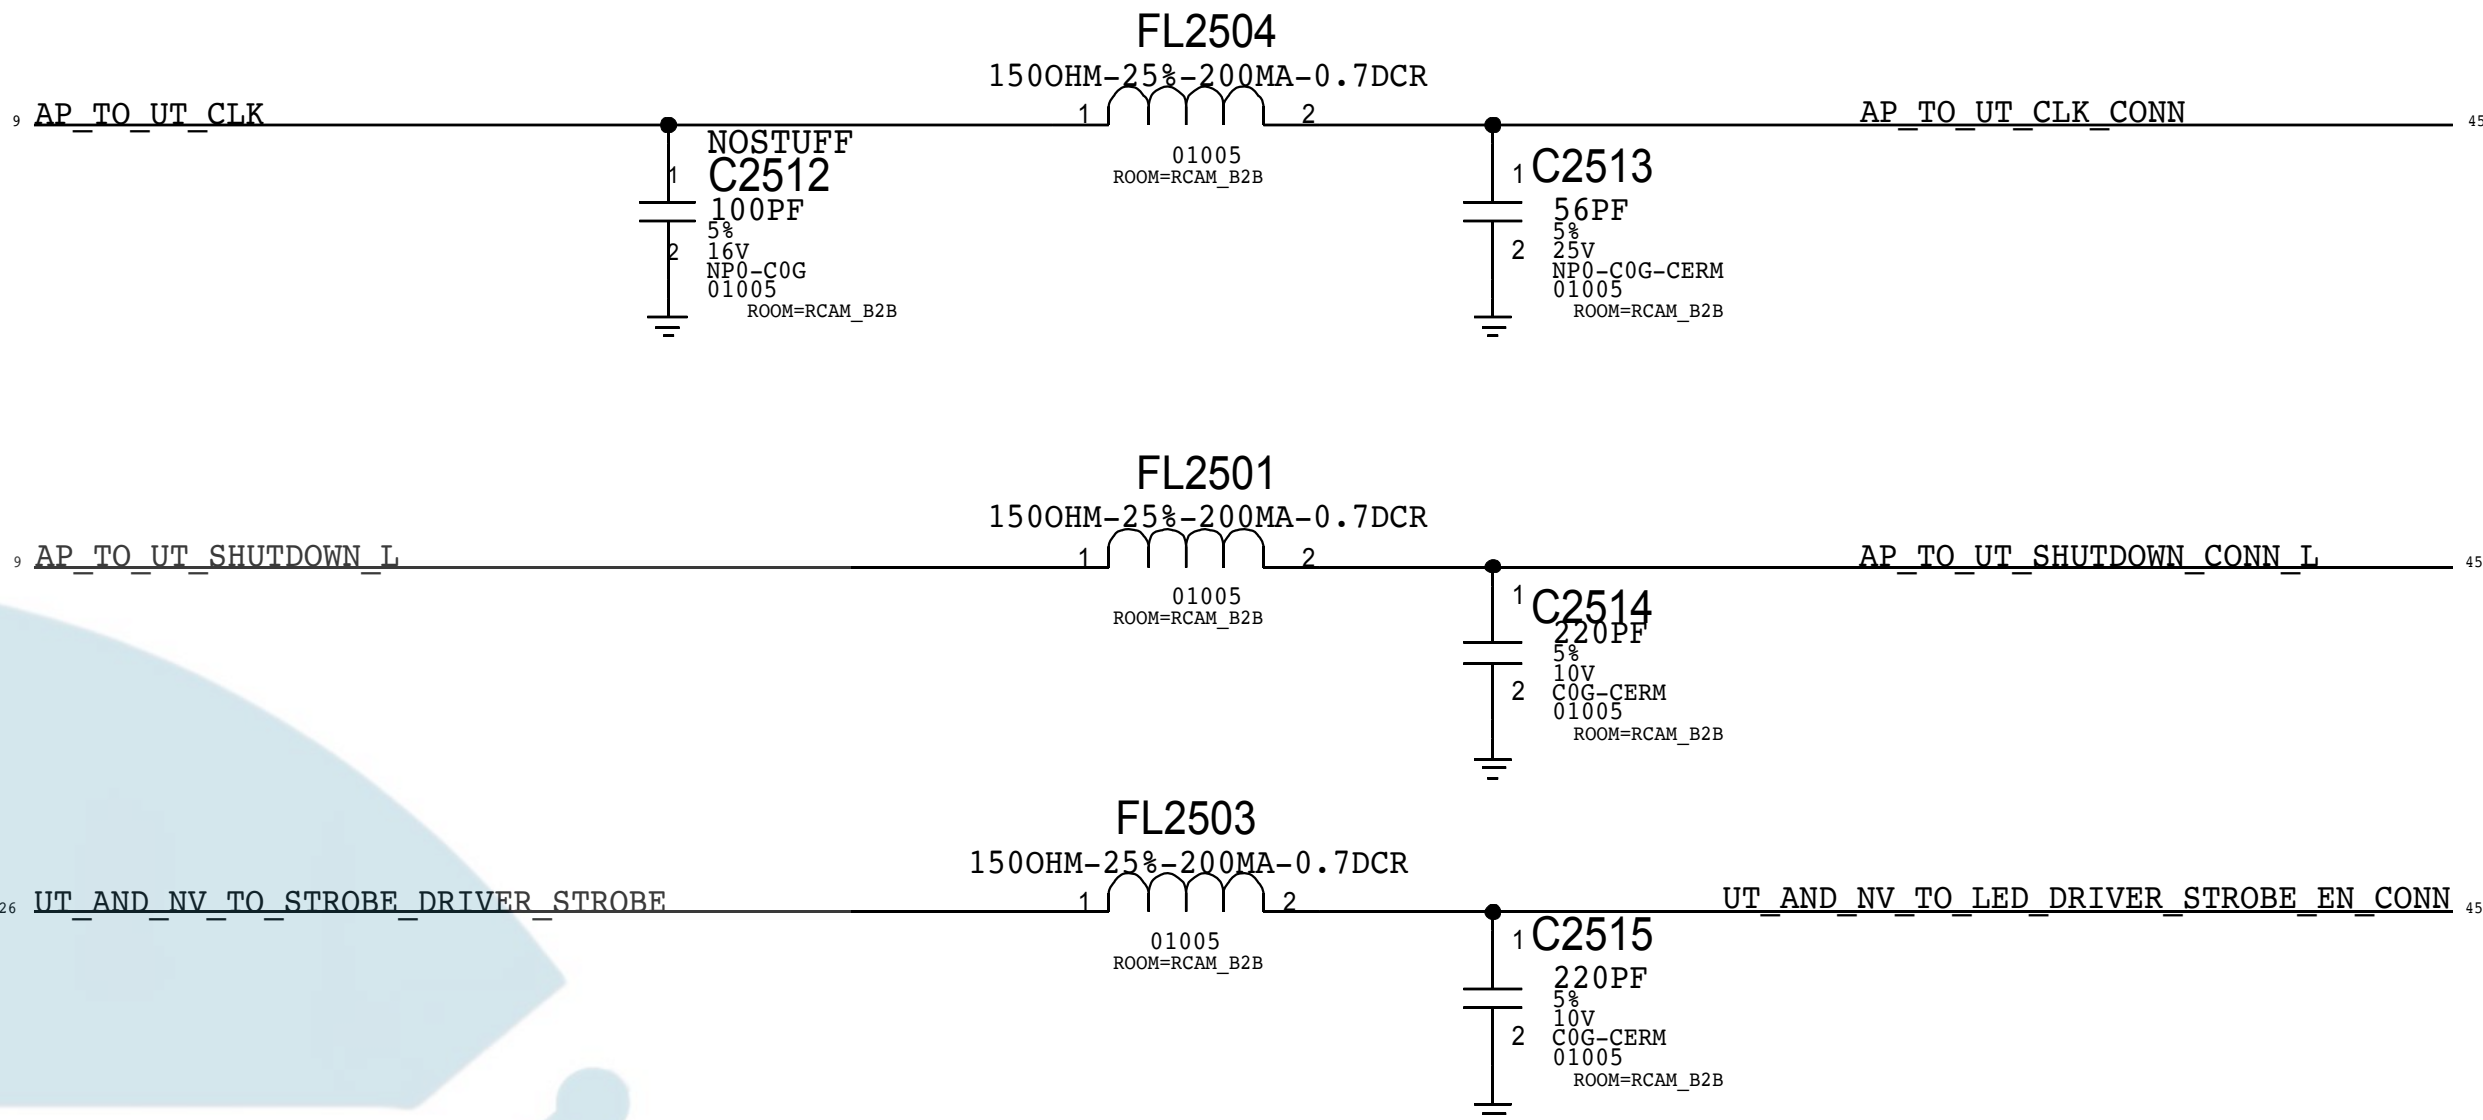 FL2504
150OHM-25%-200MA-0.7DCR
9 AP_TO_UT_CLK 1 2 AP_TO_UT_CLK_CONN 45
NOSTUFF
1 C2512
100PF
5%
2 16V
NP0-C0G
01005
ROOM=RCAM_B2B
01005
ROOM=RCAM_B2B
1 C2513
56PF
5%
2 25V
NP0-C0G-CERM
01005
ROOM=RCAM_B2B
FL2501
150OHM-25%-200MA-0.7DCR
9 AP_TO_UT_SHUTDOWN_L 1 2 AP_TO_UT_SHUTDOWN_CONN_L 45
01005
ROOM=RCAM_B2B
1 C2514
220PF
5%
10V
2 C0G-CERM
01005
ROOM=RCAM_B2B
FL2503
150OHM-25%-200MA-0.7DCR
26 UT_AND_NV_TO_STROBE_DRIVER_STROBE 1 2 UT_AND_NV_TO_LED_DRIVER_STROBE_EN_CONN 45
01005
ROOM=RCAM_B2B
1 C2515
220PF
5%
10V
2 C0G-CERM
01005
ROOM=RCAM_B2B